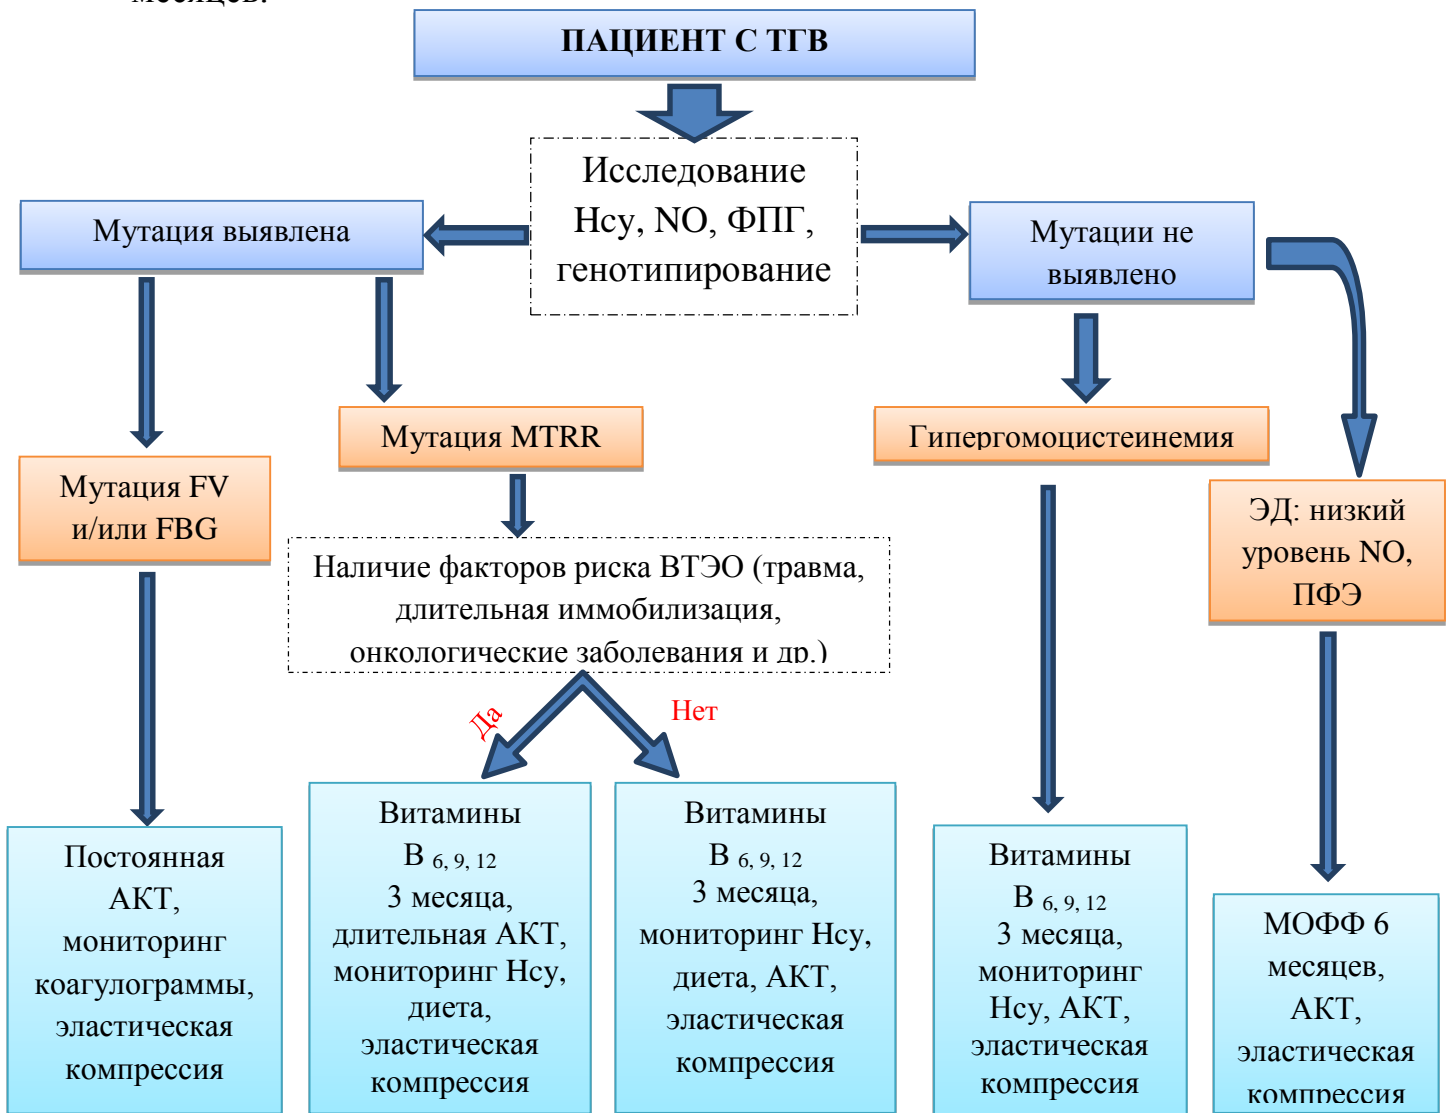 месяцев.
ПАЦИЕНТ С ТГВ
Исследование
Hcy, NO, ФПГ,
генотипирование
Мутация выявлена
Мутации не
выявлено
Мутация MTRR
Гипергомоцистеинемия
Мутация FV
и/или FBG
ЭД: низкий
уровень NO,
ПФЭ
Наличие факторов риска ВТЭО (травма,
длительная иммобилизация,
онкологические заболевания и др.)
Да
Нет
Постоянная
АКТ,
мониторинг
коагулограммы,
эластическая
компрессия
Витамины
В 6, 9, 12
3 месяца,
длительная АКТ,
мониторинг Hcy,
диета,
эластическая
компрессия
Витамины
В 6, 9, 12
3 месяца,
мониторинг Hcy,
диета, АКТ,
эластическая
компрессия
Витамины
В 6, 9, 12
3 месяца,
мониторинг
Hcy, АКТ,
эластическая
компрессия
МОФФ 6
месяцев,
АКТ,
эластическая
компрессия